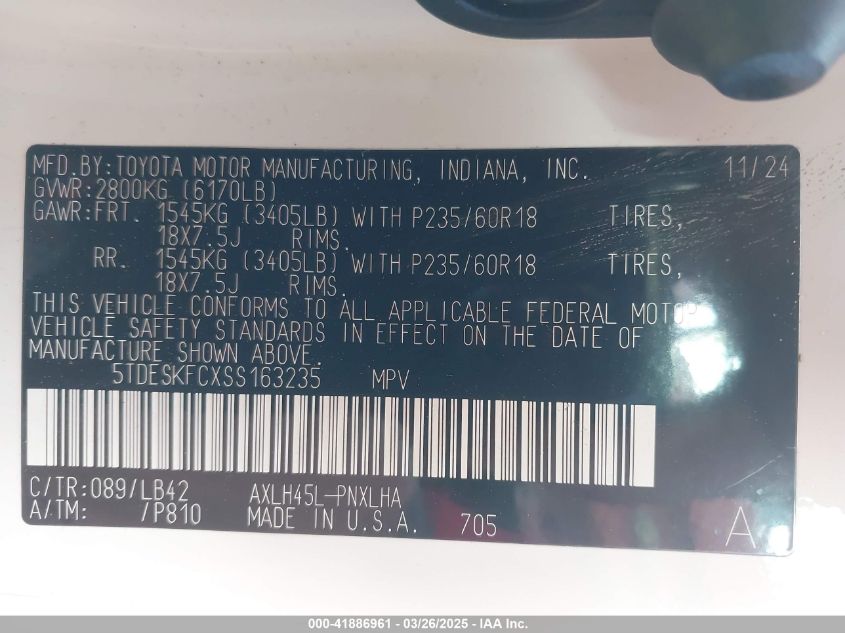 MFD.BY:TOYOTA MOTOR MANUFACTURING, INDIANA, INC. 11/24
GVWR:2800KG (6170LB)
GAWR:FRT. 1545KG (3405LB) WITH P235/60R18 TIRES,
18X7.5J RIMS.
RR. 1545KG (3405LB) WITH P235/60R18 TIRES,
18X7.5J RIMS.
THIS VEHICLE CONFORMS TO ALL APPLICABLE FEDERAL MOTOR
VEHICLE SAFETY STANDARDS IN EFFECT ON THE DATE OF
MANUFACTURE SHOWN ABOVE.
5TDESKFCXSS163235 MPV
C/TR:089/LB42 AXLH45L-PNXLHA
A/TM: /P810 MADE IN U.S.A. 705 A
000-41886961 - 03/26/2025 - IAA Inc.